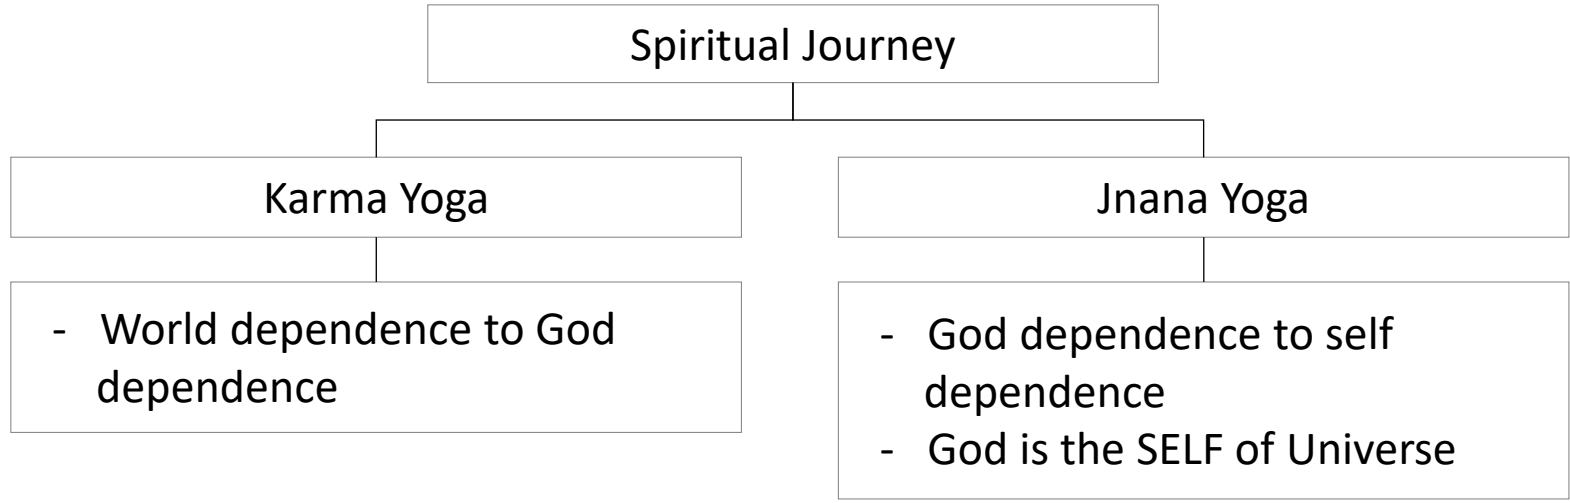 Spiritual Journey
Karma Yoga
Jnana Yoga
- World dependence to God
dependence
- God dependence to self
dependence
- God is the SELF of Universe